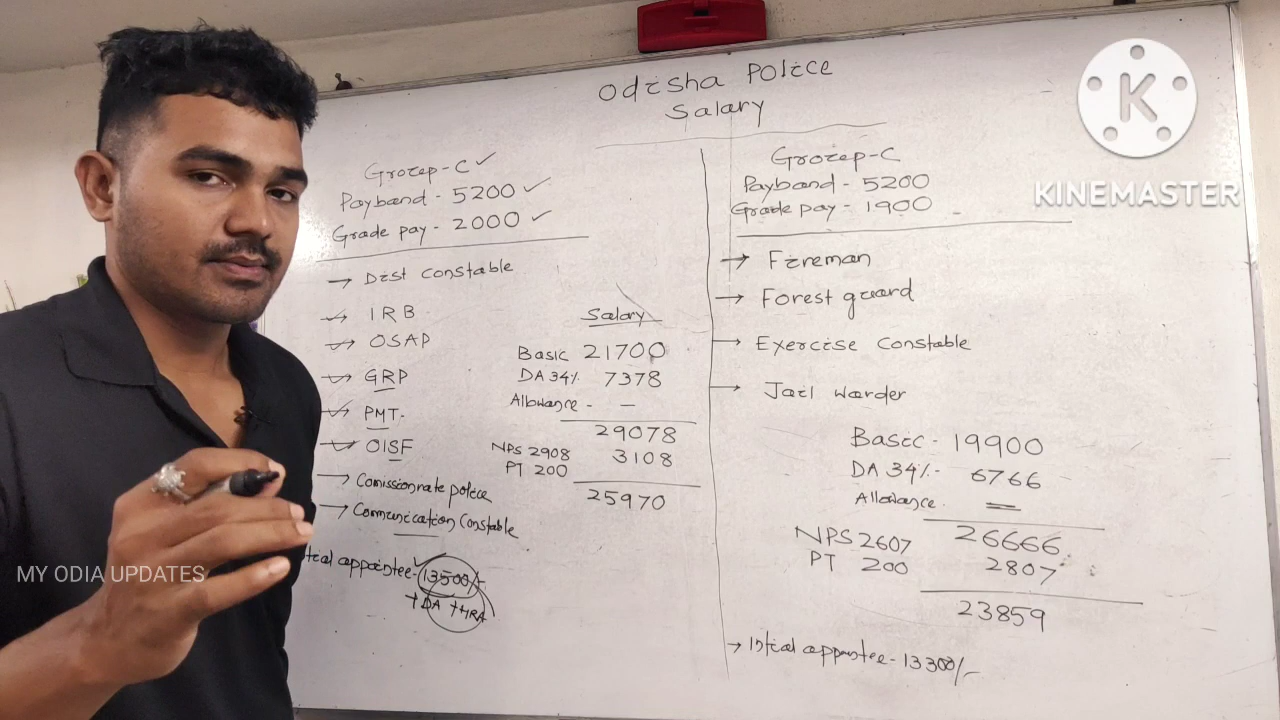 Odisha Police
Salary
Group-C ✓
Payband - 5200 ✓
Grade pay - 2000 ✓
→ Dist Constable
→ IRB
→ OSAP
→ GRP
→ PMT.
→ OISF
→ Comissionrate police
→ Communication Constable
tial appointee - 13500/-
+ DA + HRA
Salary
Basic 21700
DA 34% 7378
Allowance - —
29078
NPS 2908 3108
PT 200
25970
Group-C
Payband - 5200
Grade pay - 1900
→ Fireman
→ Forest guard
→ Exercise Constable
→ Jail warder
Basic - 19900
DA 34% - 6766
Allowance =
26666
NPS 2607 2807
PT 200
23859
→ Intial appointee - 13300/-
K
KINEMASTER
MY ODIA UPDATES